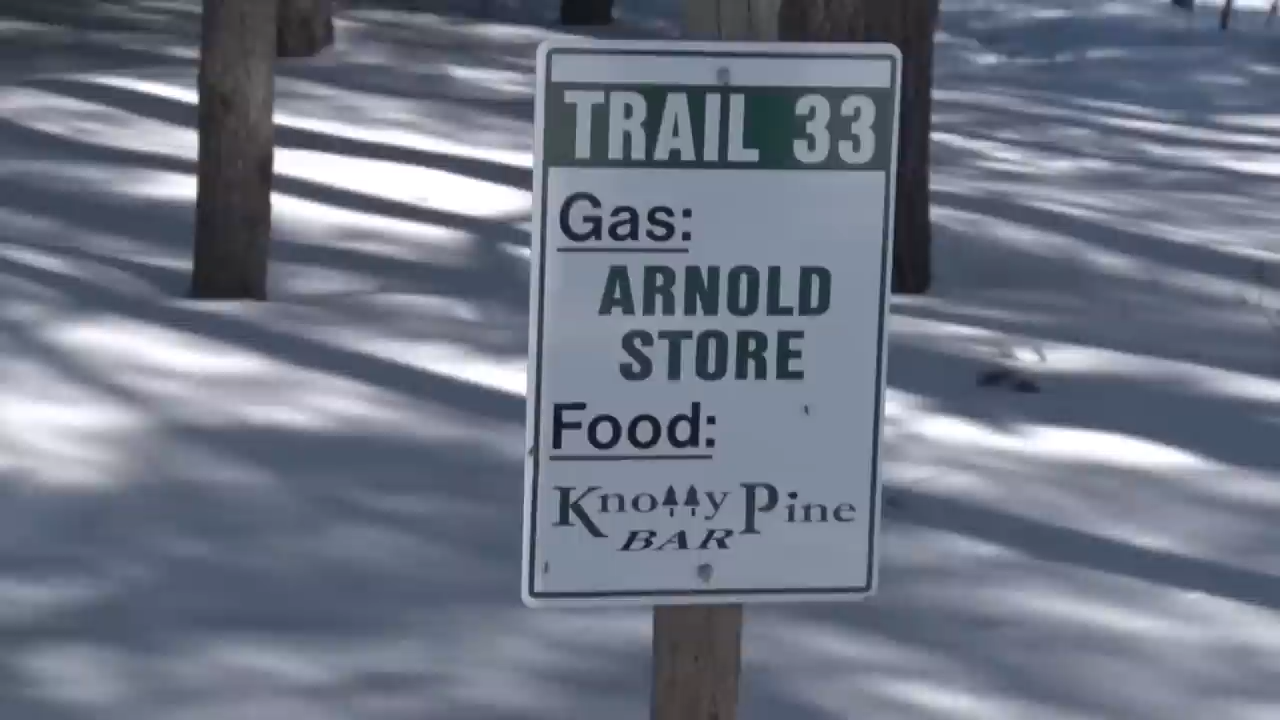 TRAIL 33
Gas:
ARNOLD
STORE
Food:
Knotty Pine
BAR